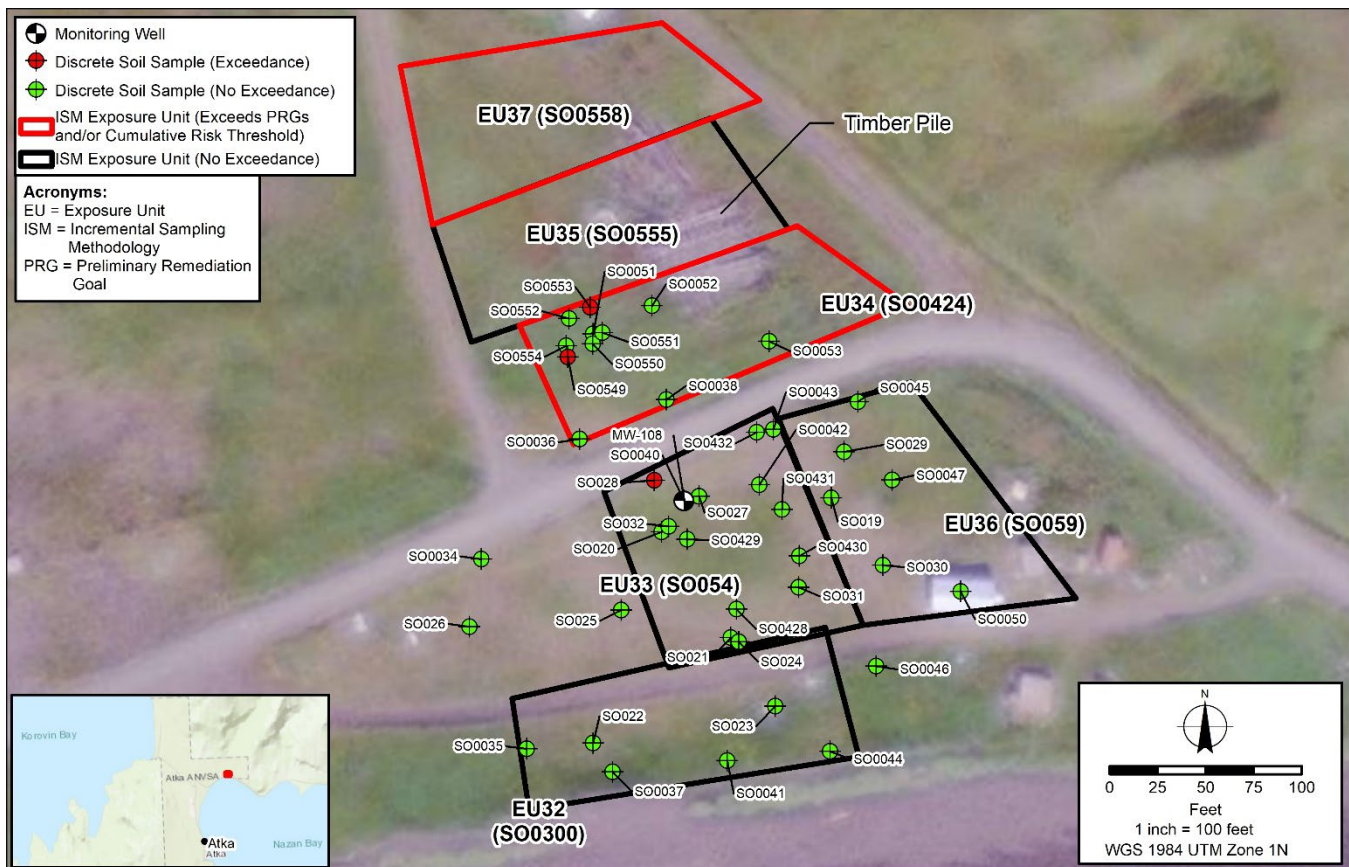 Monitoring Well
Discrete Soil Sample (Exceedance)
Discrete Soil Sample (No Exceedance)
ISM Exposure Unit (Exceeds PRGs
and/or Cumulative Risk Threshold)
ISM Exposure Unit (No Exceedance)
Acronyms:
EU = Exposure Unit
ISM = Incremental Sampling
Methodology
PRG = Preliminary Remediation
Goal
EU37 (SO0558)
Timber Pile
EU35 (SO0555)
SO0051
SO0553
SO0052
SO0552
EU34 (SO0424)
SO0551
SO0554
SO0550
SO0053
SO0549
SO0038
SO0043
SO0045
SO0036
MW-108
SO0432
SO0042
SO0040
SO029
SO028
SO0431
SO0047
SO027
SO019
SO032
EU36 (SO059)
SO020
SO0429
SO0430
SO0034
SO030
EU33 (SO054)
SO031
SO025
SO0050
SO026
SO0428
SO021
SO024
SO0046
SO022
SO023
SO0035
SO0044
SO0037
SO0041
EU32
(SO0300)
Korovin Bay
Atka ANVSA
Atka
Atka
Nazan Bay
N
0 25 50 75 100
Feet
1 inch = 100 feet
WGS 1984 UTM Zone 1N